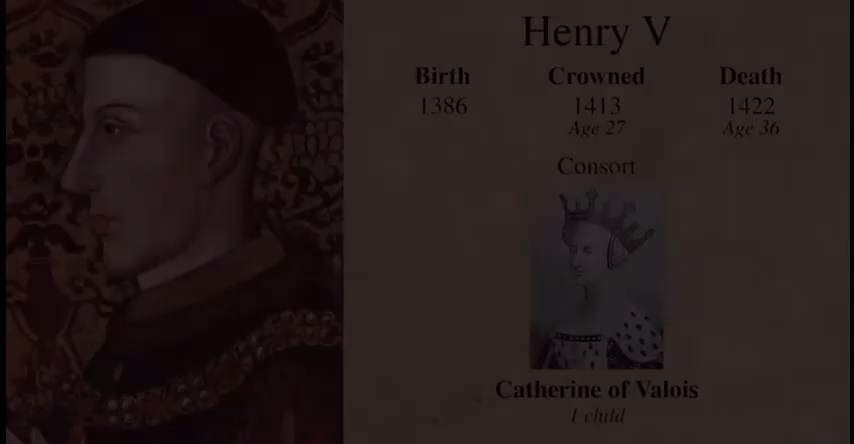 Henry V
Birth Crowned Death
1386 1413 1422
Age 27 Age 36
Consort
Catherine of Valois
1 child